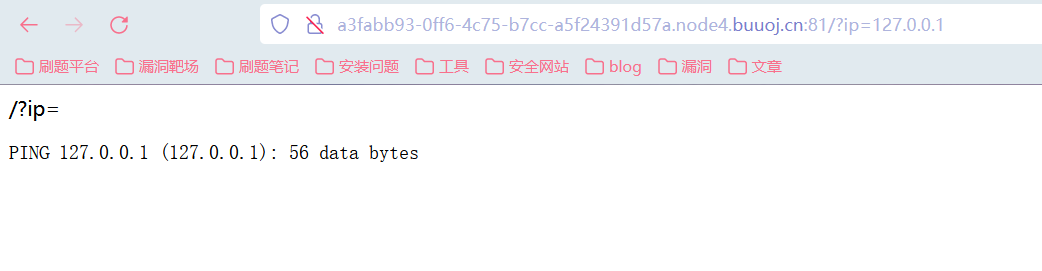 a3fabb93-0ff6-4c75-b7cc-a5f24391d57a.node4.buuoj.cn:81/?ip=127.0.0.1
刷题平台 漏洞靶场 刷题笔记 安装问题 工具 安全网站 blog 漏洞 文章
/?ip=
PING 127.0.0.1 (127.0.0.1): 56 data bytes